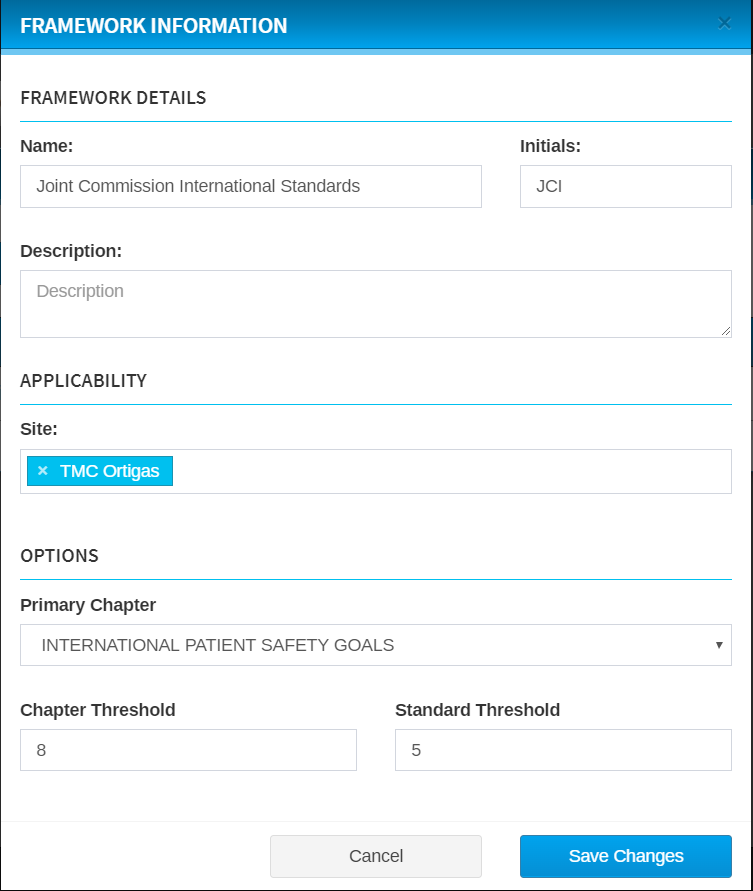 FRAMEWORK INFORMATION ×
FRAMEWORK DETAILS
Name: Initials:
Joint Commission International Standards JCI
Description:
Description
APPLICABILITY
Site:
× TMC Ortigas
OPTIONS
Primary Chapter
INTERNATIONAL PATIENT SAFETY GOALS
Chapter Threshold Standard Threshold
8 5
Cancel Save Changes